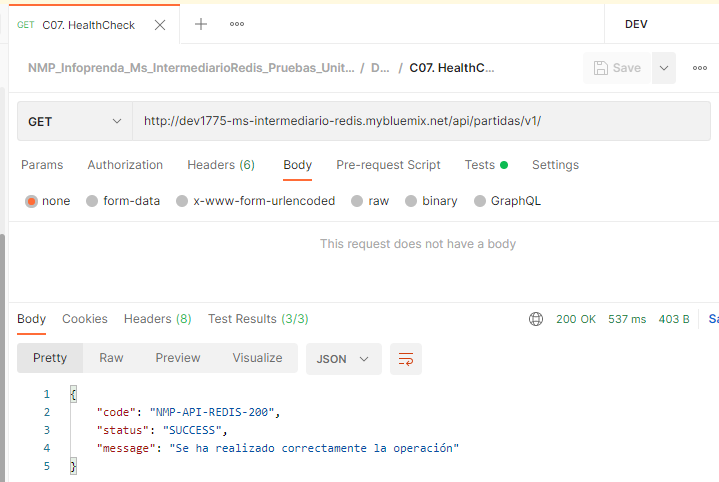 GET C07. HealthCheck
DEV
NMP_Infoprenda_Ms_IntermediarioRedis_Pruebas_Unit... / D... / C07. HealthC...
Save
GET http://dev1775-ms-intermediario-redis.mybluemix.net/api/partidas/v1/
Params Authorization Headers (6) Body Pre-request Script Tests Settings
none form-data x-www-form-urlencoded raw binary GraphQL
This request does not have a body
Body Cookies Headers (8) Test Results (3/3) 200 OK 537 ms 403 B Sa
Pretty Raw Preview Visualize JSON
1 {
2 "code": "NMP-API-REDIS-200",
3 "status": "SUCCESS",
4 "message": "Se ha realizado correctamente la operación"
5 }